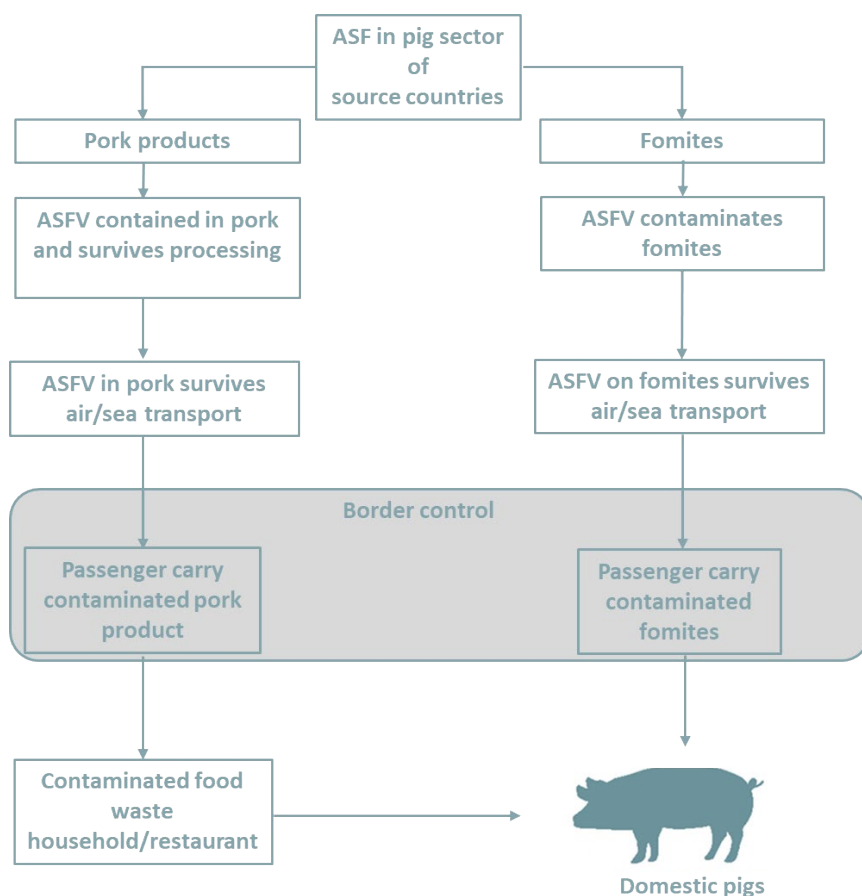 ASF in pig sector
of
source countries
Pork products
Fomites
ASFV contained in pork
and survives processing
ASFV contaminates
fomites
ASFV in pork survives
air/sea transport
ASFV on fomites survives
air/sea transport
Border control
Passenger carry
contaminated pork
product
Passenger carry
contaminated
fomites
Contaminated food
waste
household/restaurant
Domestic pigs